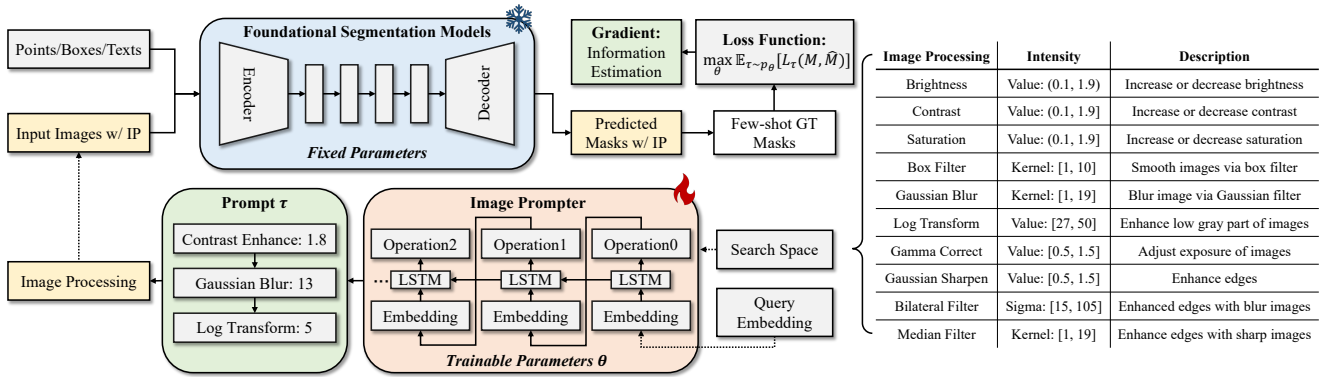 Points/Boxes/Texts
Input Images w/ IP
Foundational Segmentation Models
Encoder
Decoder
Fixed Parameters
Gradient:
Information
Estimation
Loss Function:
max_θ 𝔼_{τ~p_θ}[L_τ(M, M̂)]
Predicted
Masks w/ IP
Few-shot GT
Masks
Image Processing
Prompt τ
Contrast Enhance: 1.8
Gaussian Blur: 13
Log Transform: 5
Image Prompter
Operation2 Operation1 Operation0
... LSTM LSTM LSTM
Embedding Embedding Embedding
Trainable Parameters θ
Search Space
Query
Embedding
Image Processing Intensity Description
Brightness Value: (0.1, 1.9) Increase or decrease brightness
Contrast Value: (0.1, 1.9] Increase or decrease contrast
Saturation Value: (0.1, 1.9] Increase or decrease saturation
Box Filter Kernel: [1, 10] Smooth images via box filter
Gaussian Blur Kernel: [1, 19] Blur image via Gaussian filter
Log Transform Value: [27, 50] Enhance low gray part of images
Gamma Correct Value: [0.5, 1.5] Adjust exposure of images
Gaussian Sharpen Value: [0.5, 1.5] Enhance edges
Bilateral Filter Sigma: [15, 105] Enhanced edges with blur images
Median Filter Kernel: [1, 19] Enhance edges with sharp images